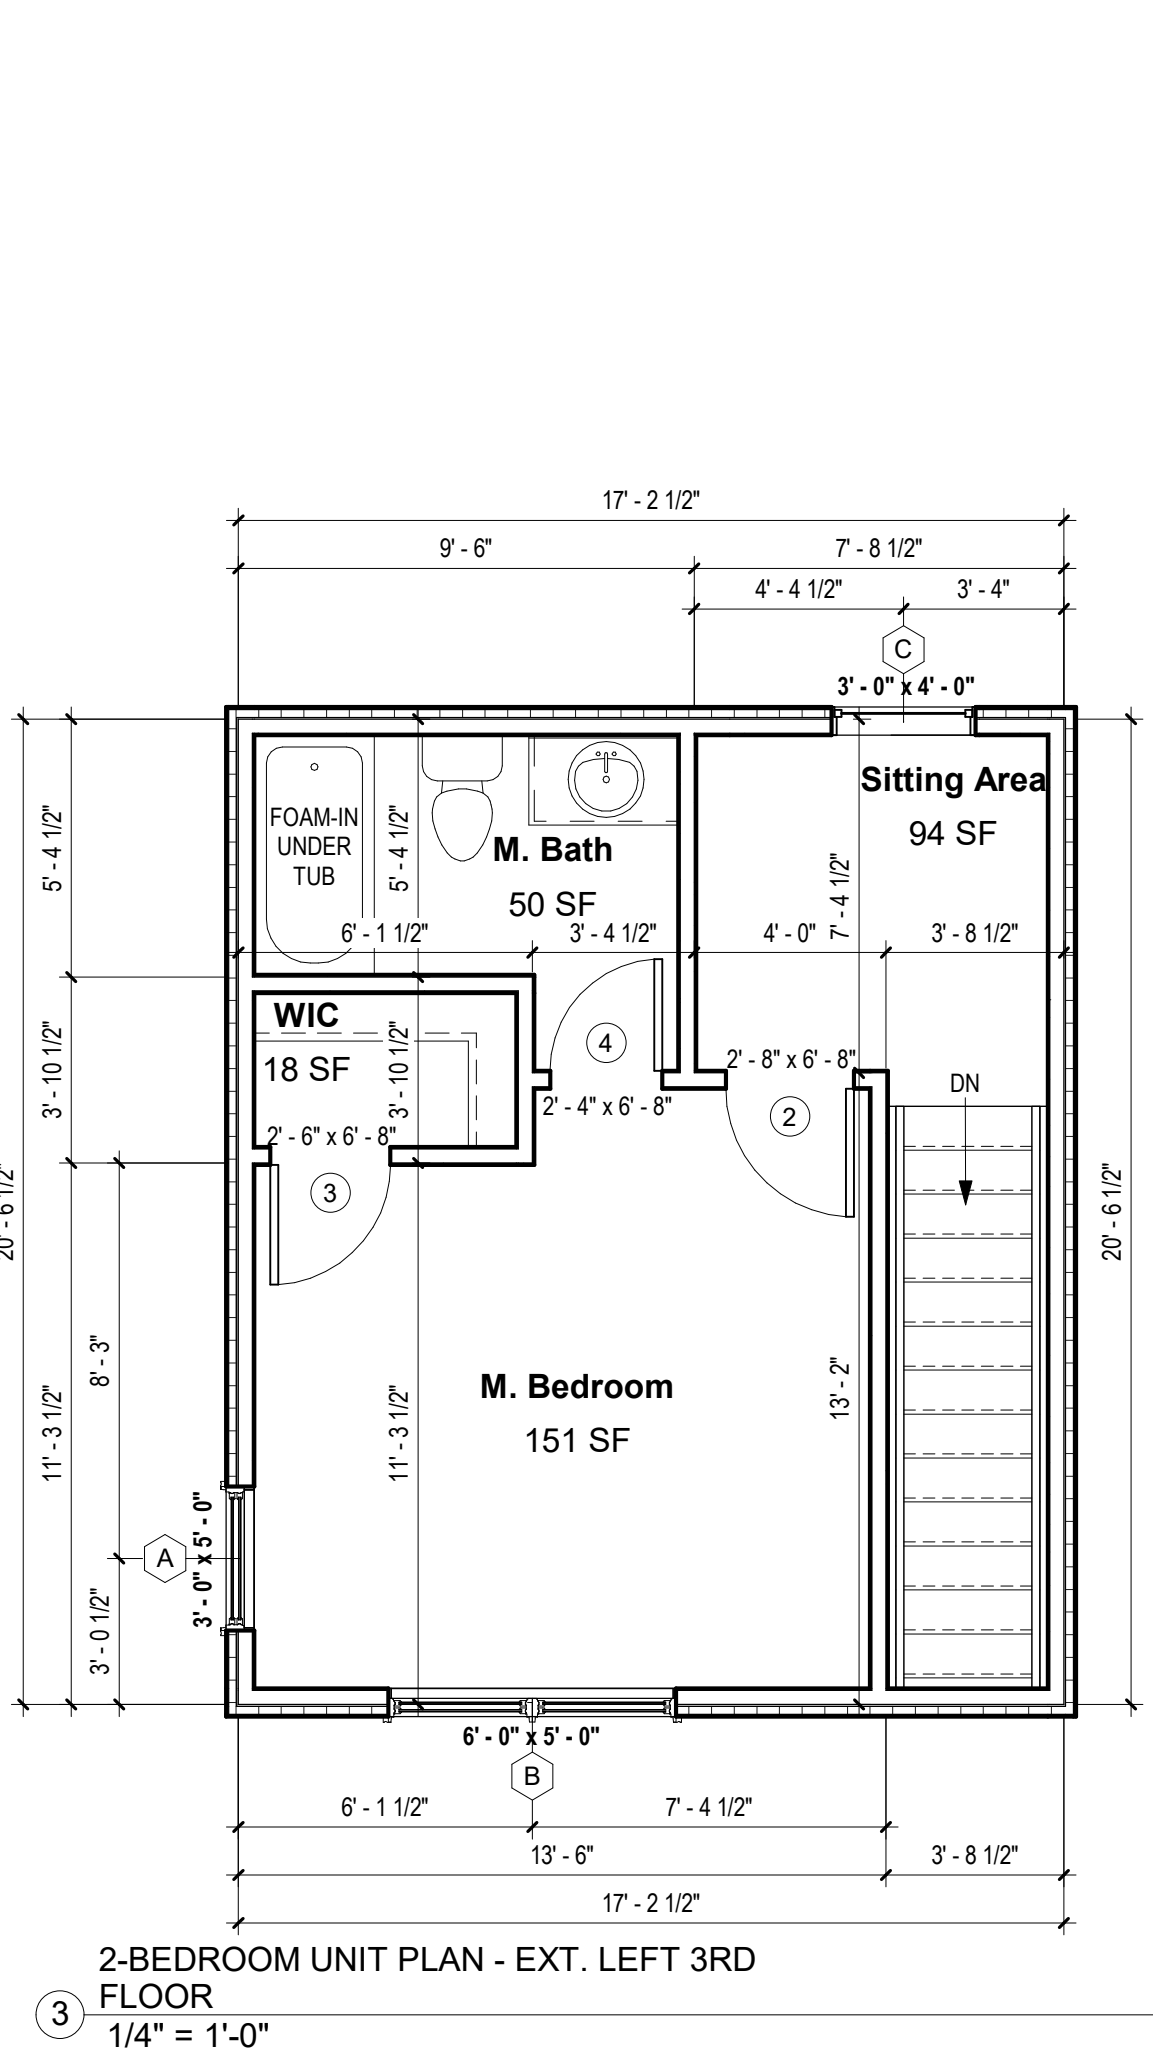 17' - 2 1/2"
9' - 6"
7' - 8 1/2"
4' - 4 1/2"
3' - 4"
C
3' - 0" x 4' - 0"
Sitting Area
94 SF
5' - 4 1/2"
5' - 4 1/2"
FOAM-IN
UNDER
TUB
M. Bath
50 SF
7' - 4 1/2"
6' - 1 1/2"
3' - 4 1/2"
4' - 0"
3' - 8 1/2"
WIC
18 SF
3' - 10 1/2"
3' - 10 1/2"
4
2' - 8" x 6' - 8"
DN
2' - 4" x 6' - 8"
2
2' - 6" x 6' - 8"
3
20' - 6 1/2"
20' - 6 1/2"
8' - 3"
M. Bedroom
151 SF
13' - 2"
11' - 3 1/2"
11' - 3 1/2"
A
3' - 0" x 5' - 0"
3' - 0 1/2"
6' - 0" x 5' - 0"
B
6' - 1 1/2"
7' - 4 1/2"
13' - 6"
3' - 8 1/2"
17' - 2 1/2"
2-BEDROOM UNIT PLAN - EXT. LEFT 3RD
FLOOR
3
1/4" = 1'-0"